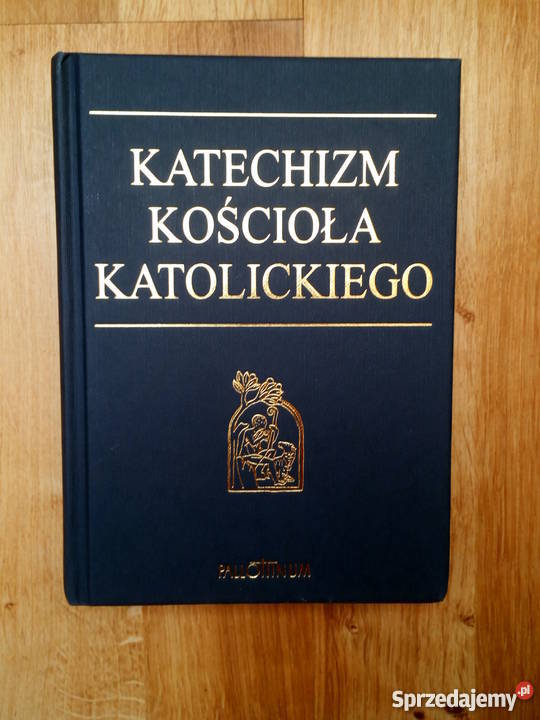 KATECHIZM
KOŚCIOŁA
KATOLICKIEGO
PALLOTTINUM
Sprzedajemy.pl